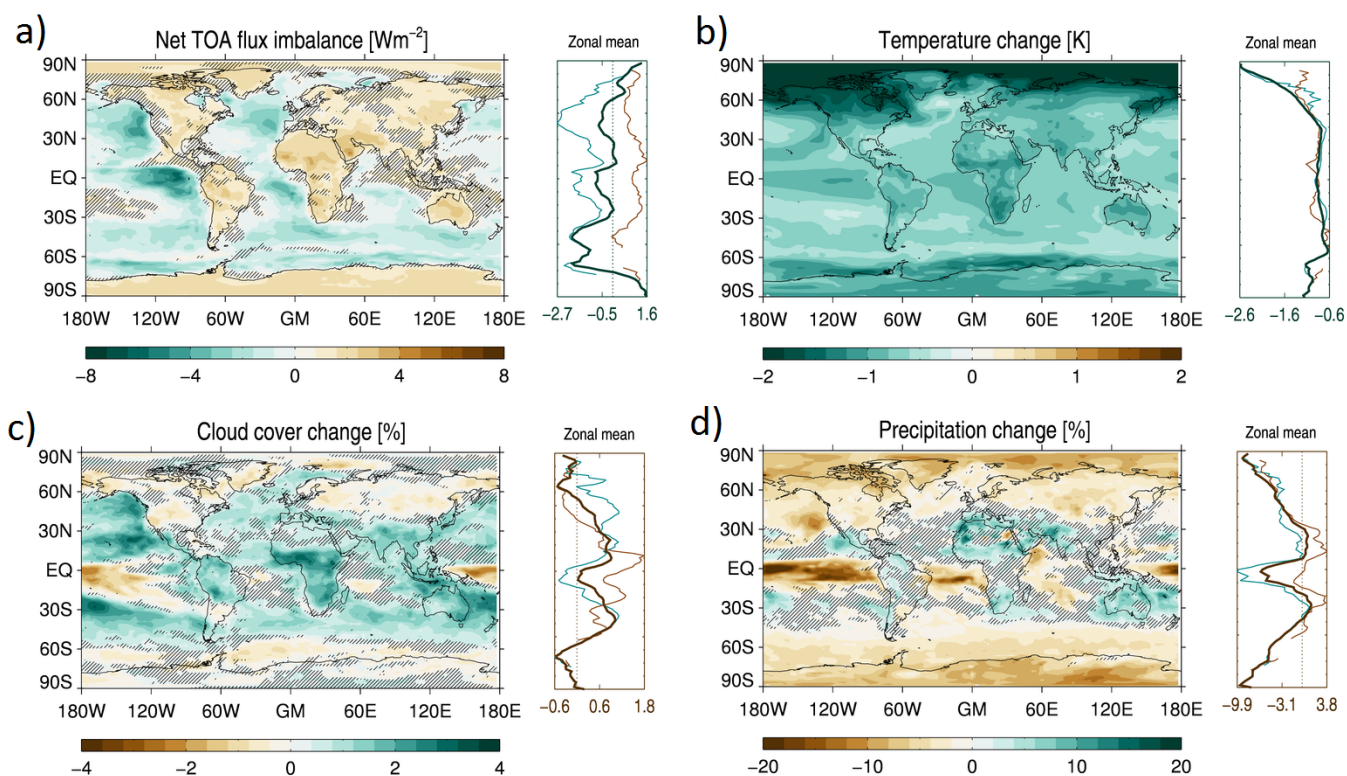 a) Net TOA flux imbalance [Wm⁻²] Zonal mean
90N
60N
30N
EQ
30S
60S
90S
180W 120W 60W GM 60E 120E 180E
−2.7 −0.5 1.6
−8 −4 0 4 8
b) Temperature change [K] Zonal mean
90N
60N
30N
EQ
30S
60S
90S
180W 120W 60W GM 60E 120E 180E
−2.6 −1.6 −0.6
−2 −1 0 1 2
c) Cloud cover change [%] Zonal mean
90N
60N
30N
EQ
30S
60S
90S
180W 120W 60W GM 60E 120E 180E
−0.6 0.6 1.8
−4 −2 0 2 4
d) Precipitation change [%] Zonal mean
90N
60N
30N
EQ
30S
60S
90S
180W 120W 60W GM 60E 120E 180E
−9.9 −3.1 3.8
−20 −10 0 10 20